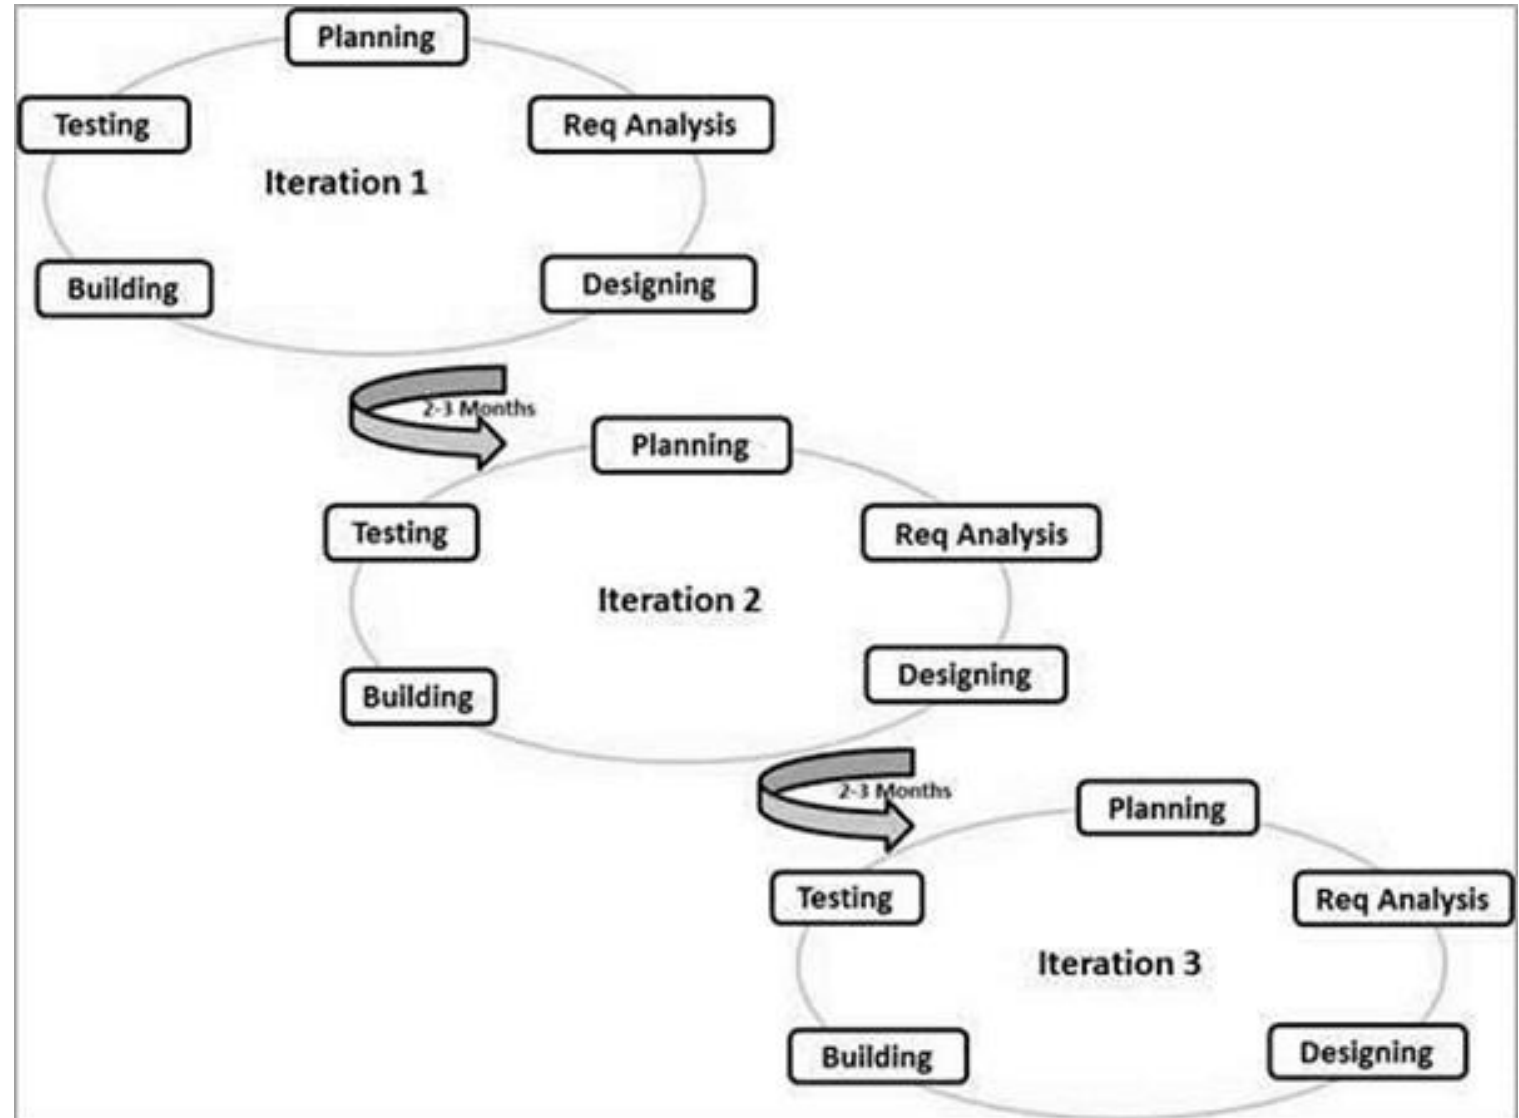 Planning
Testing
Req Analysis
Iteration 1
Building
Designing
2-3 Months
Planning
Testing
Req Analysis
Iteration 2
Building
Designing
2-3 Months
Planning
Testing
Req Analysis
Iteration 3
Building
Designing